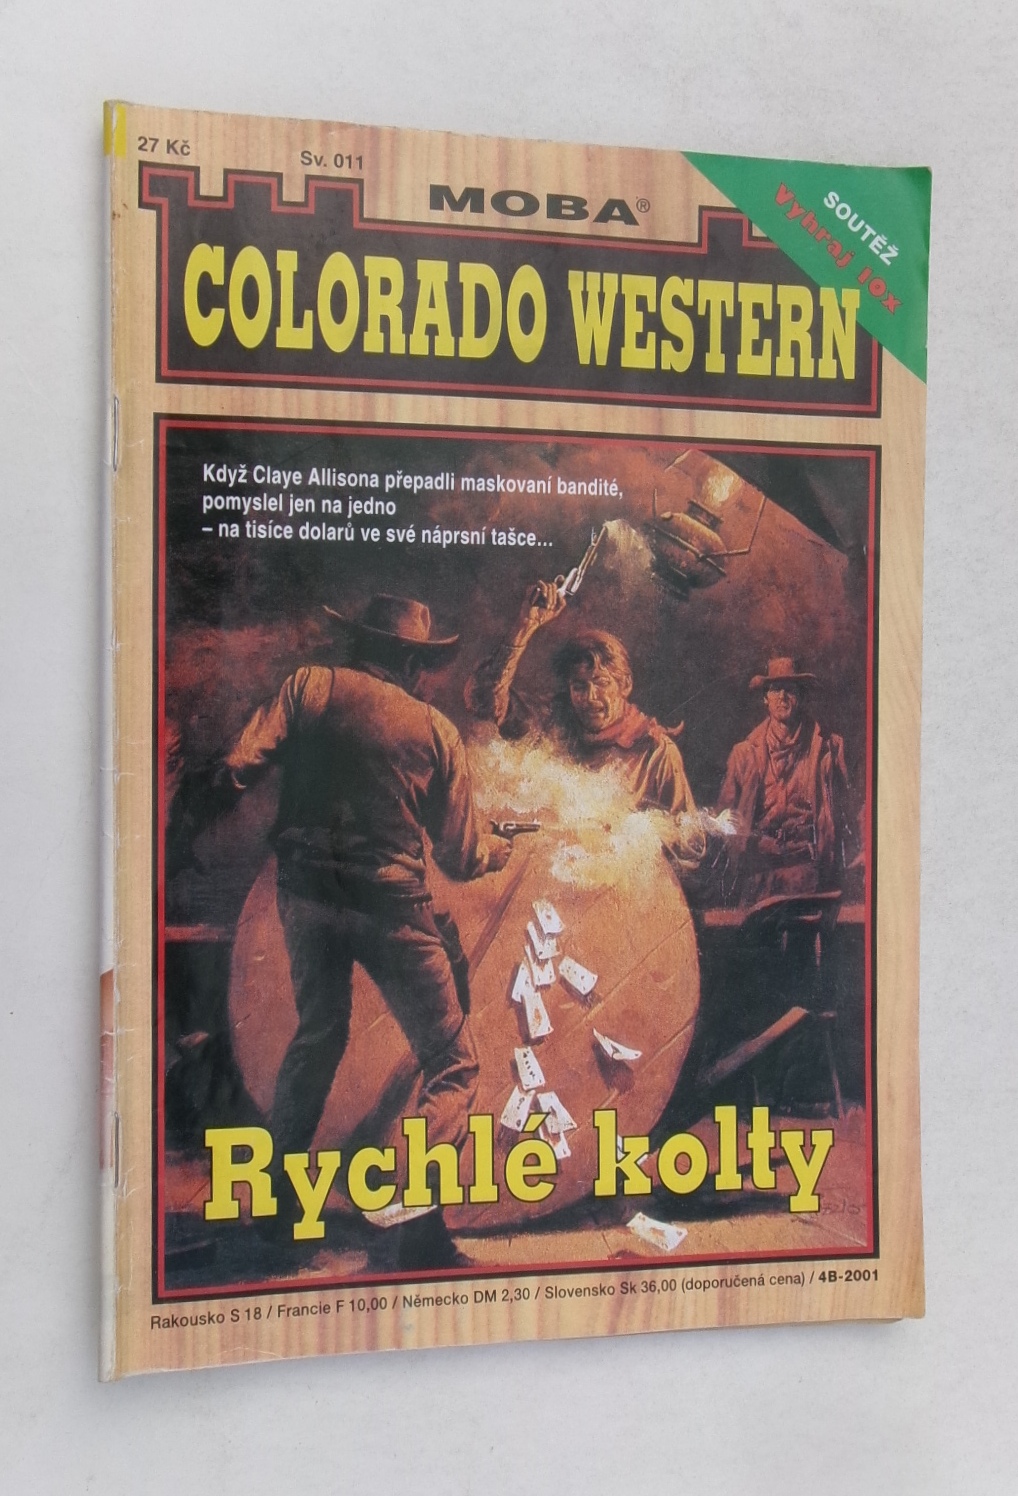 27 Kč
Sv. 011
MOBA®
SOUTĚŽ
Vyhraj 10x
COLORADO WESTERN
Když Claye Allisona přepadli maskovaní bandité,
pomyslel jen na jedno
– na tisíce dolarů ve své náprsní tašce...
Rychlé kolty
Rakousko S 18 / Francie F 10,00 / Německo DM 2,30 / Slovensko Sk 36,00 (doporučená cena) / 4B-2001